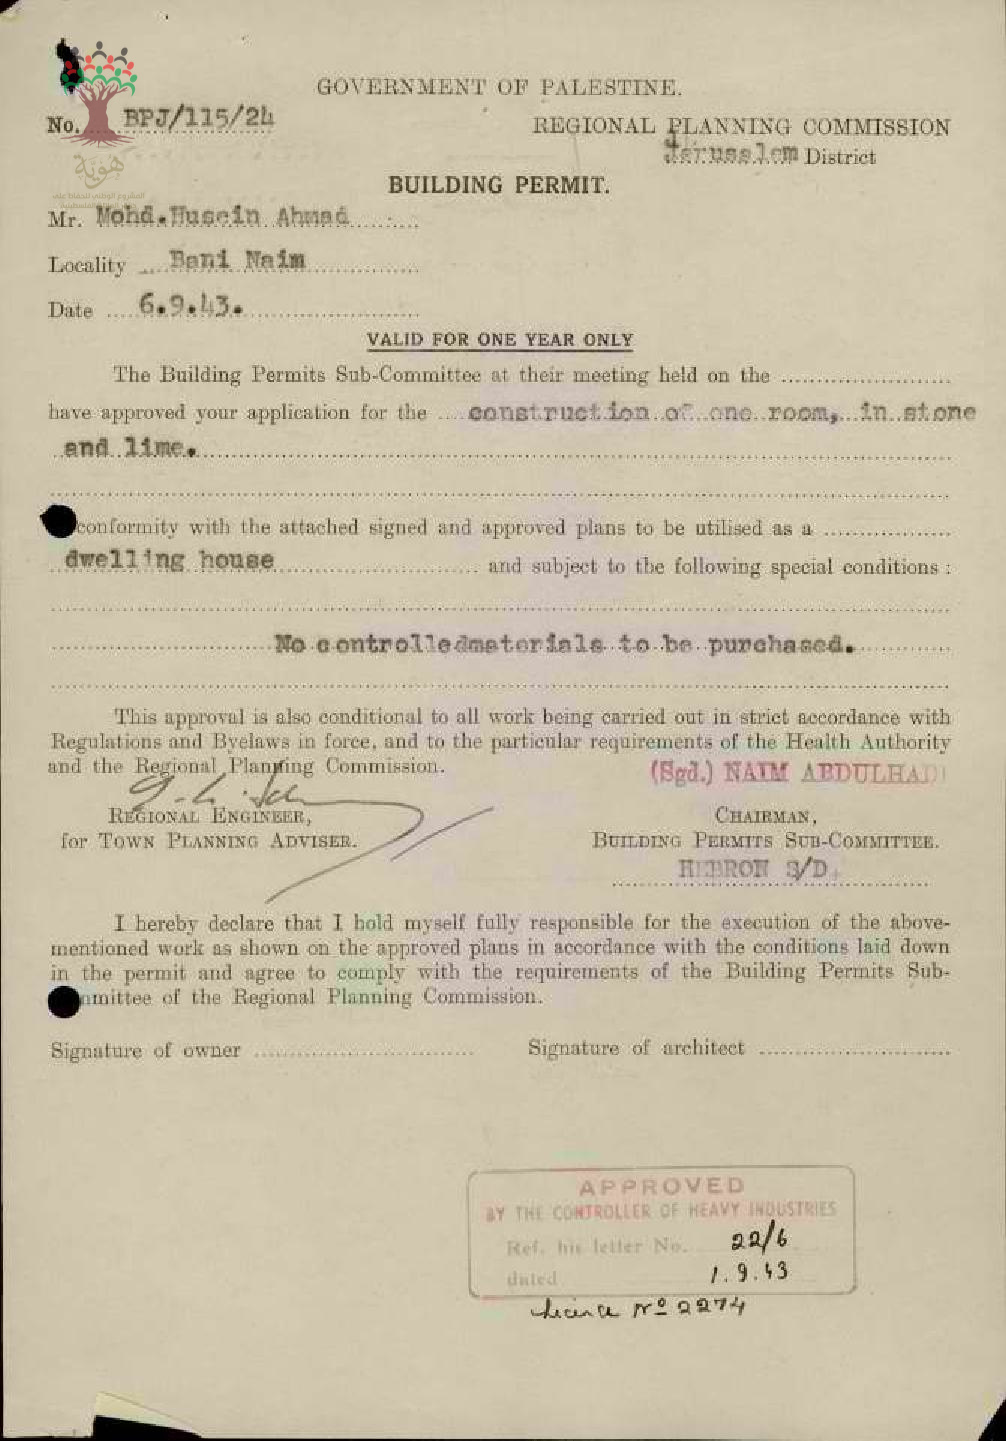 GOVERNMENT OF PALESTINE.
No. BPJ/115/24
REGIONAL PLANNING COMMISSION
Jerusalem District
هوية
BUILDING PERMIT.
Mr. Mohd.Husein Ahmad
Locality Bani Naim
Date 6.9.43.
VALID FOR ONE YEAR ONLY
The Building Permits Sub-Committee at their meeting held on the
have approved your application for the construction of one room, in stone
and lime.
conformity with the attached signed and approved plans to be utilised as a
dwelling house and subject to the following special conditions :
No controlledmaterials to be purchased.
This approval is also conditional to all work being carried out in strict accordance with
Regulations and Byelaws in force, and to the particular requirements of the Health Authority
and the Regional Planning Commission.
(Sgd.) NAIM ABDULHADI
REGIONAL ENGINEER,
for TOWN PLANNING ADVISER.
CHAIRMAN,
BUILDING PERMITS SUB-COMMITTEE.
HEBRON S/D.
I hereby declare that I hold myself fully responsible for the execution of the above-
mentioned work as shown on the approved plans in accordance with the conditions laid down
in the permit and agree to comply with the requirements of the Building Permits Sub-
mmittee of the Regional Planning Commission.
Signature of owner
Signature of architect
APPROVED
BY THE CONTROLLER OF HEAVY INDUSTRIES
Ref. his letter No. 22/6
dated 1.9.43
Licence No 2274